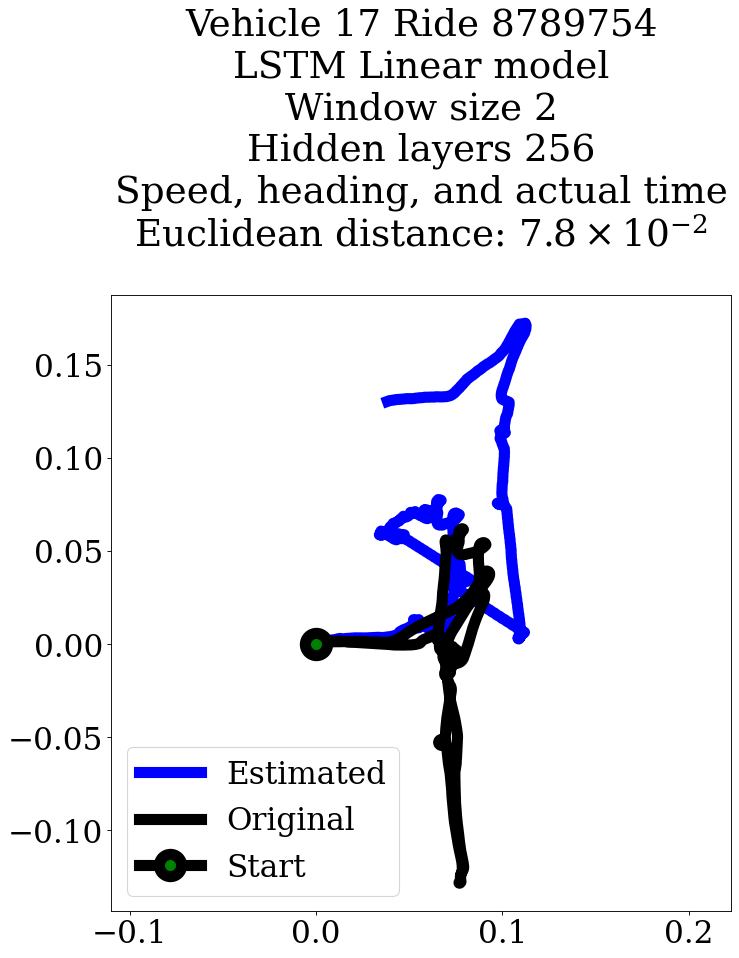 Vehicle 17 Ride 8789754
LSTM Linear model
Window size 2
Hidden layers 256
Speed, heading, and actual time
Euclidean distance: 7.8 × 10⁻²
0.15
0.10
0.05
0.00
−0.05
−0.10
Estimated
Original
Start
−0.1
0.0
0.1
0.2